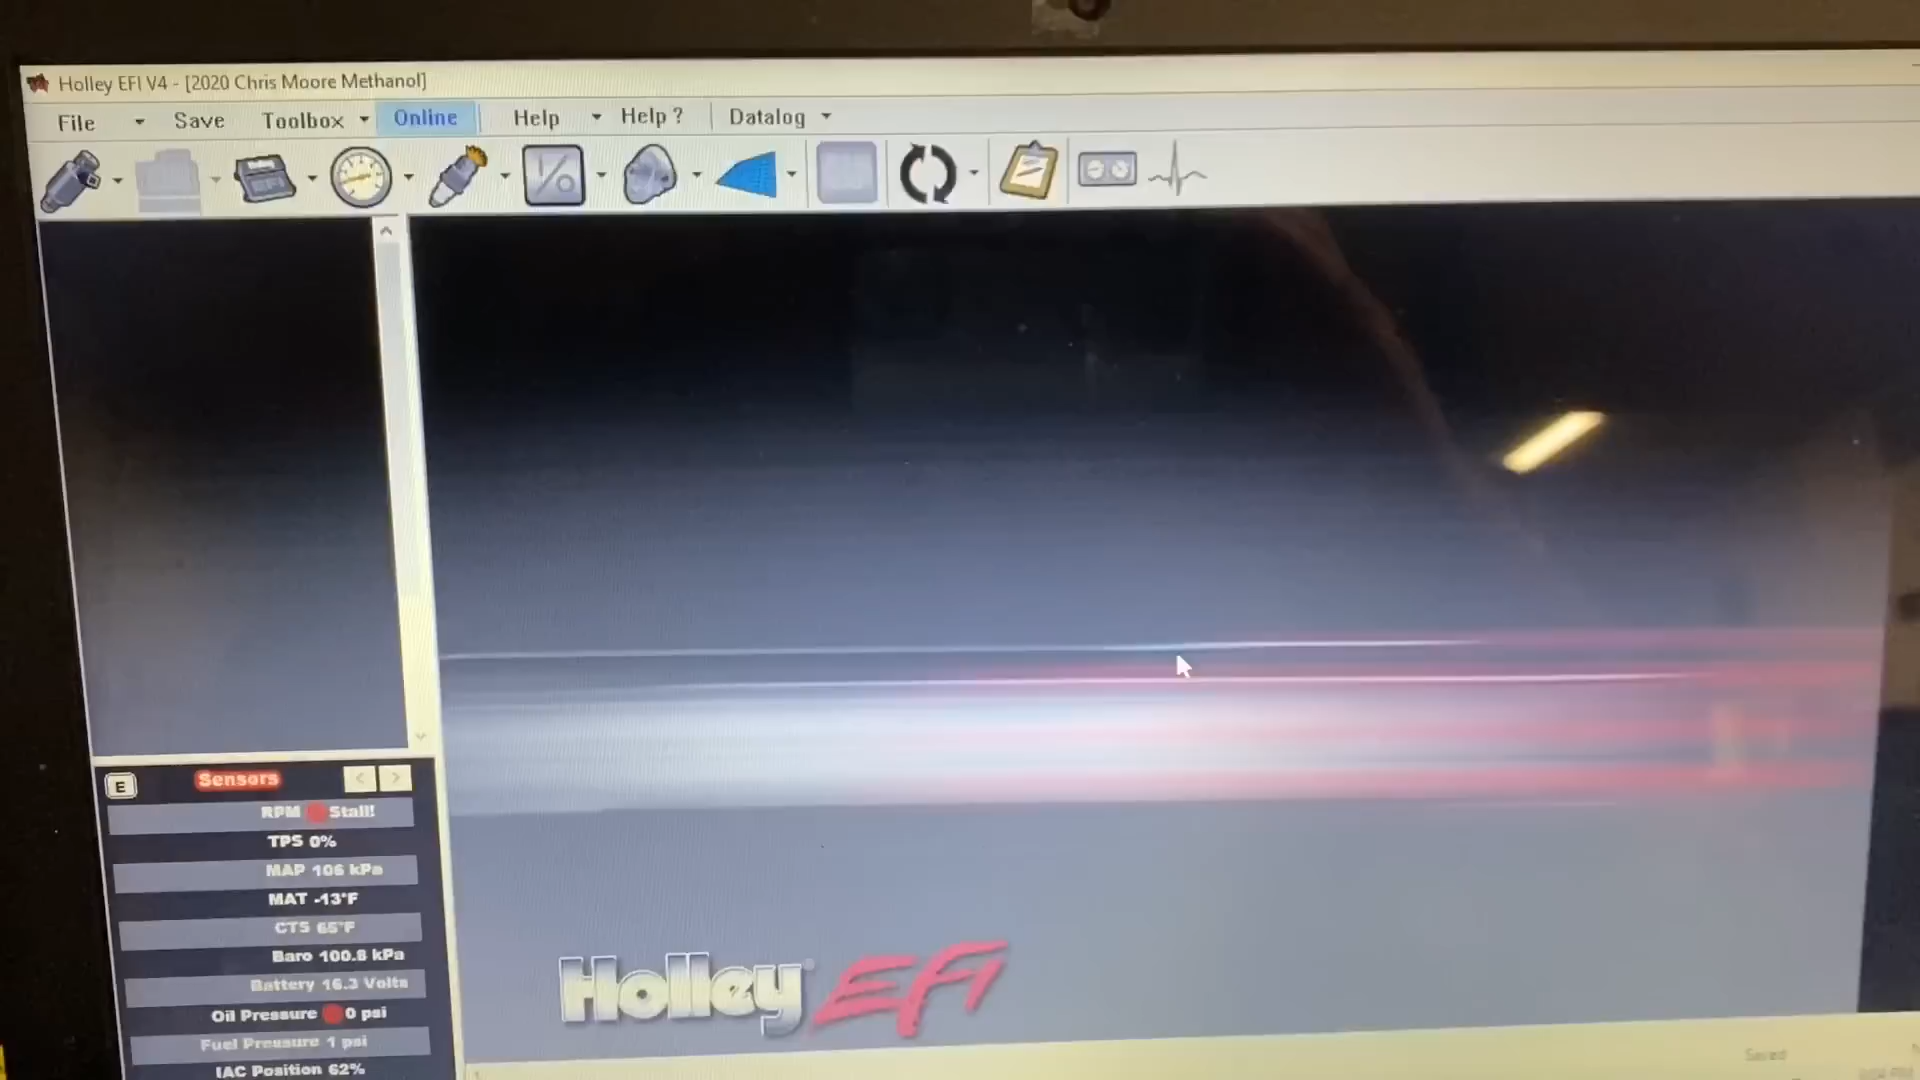 Holley EFI V4 - [2020 Chris Moore Methanol]
File Save Toolbox Online Help Help ? Datalog
E Sensors < >
RPM Stall!
TPS 0%
MAP 106 kPa
MAT -13°F
CTS 65°F
Baro 100.8 kPa
Battery 16.3 Volts
Oil Pressure 0 psi
Fuel Pressure 1 psi
IAC Position 62%
Holley EFI
Saved